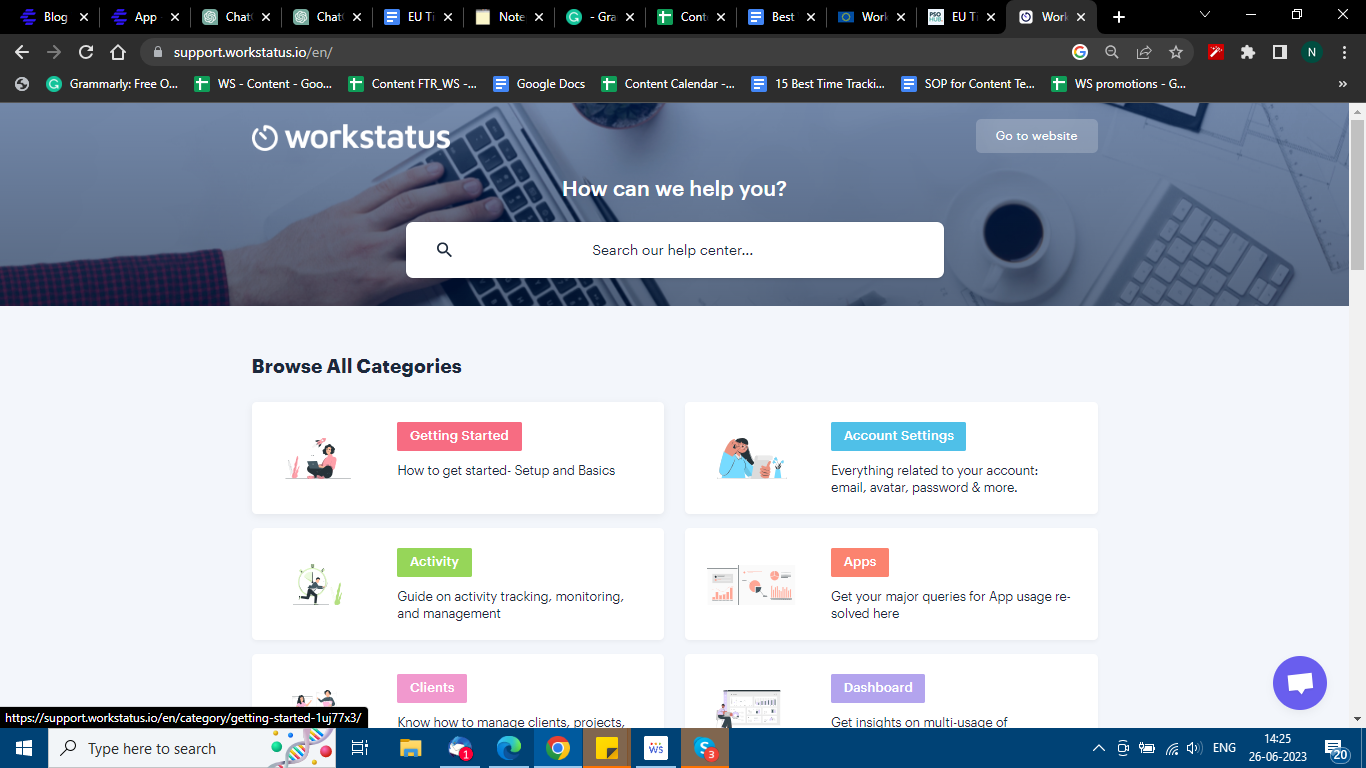 Blog
App
Chat
Chat
EU Ti
Note
- Gra
Cont
Best
Work
EU T
Work
support.workstatus.io/en/
N
Grammarly: Free O...
WS - Content - Goo...
Content FTR_WS -...
Google Docs
Content Calendar -...
15 Best Time Tracki...
SOP for Content Te...
WS promotions - G...
»
workstatus
Go to website
How can we help you?
Search our help center...
Browse All Categories
Getting Started
How to get started- Setup and Basics
Account Settings
Everything related to your account:
email, avatar, password & more.
Activity
Guide on activity tracking, monitoring,
and management
Apps
Get your major queries for App usage re-
solved here
Clients
Know how to manage clients, projects,
Dashboard
Get insights on multi-usage of
https://support.workstatus.io/en/category/getting-started-1uj77x3/
Type here to search
1
WS
3
ENG
14:25
26-06-2023
20